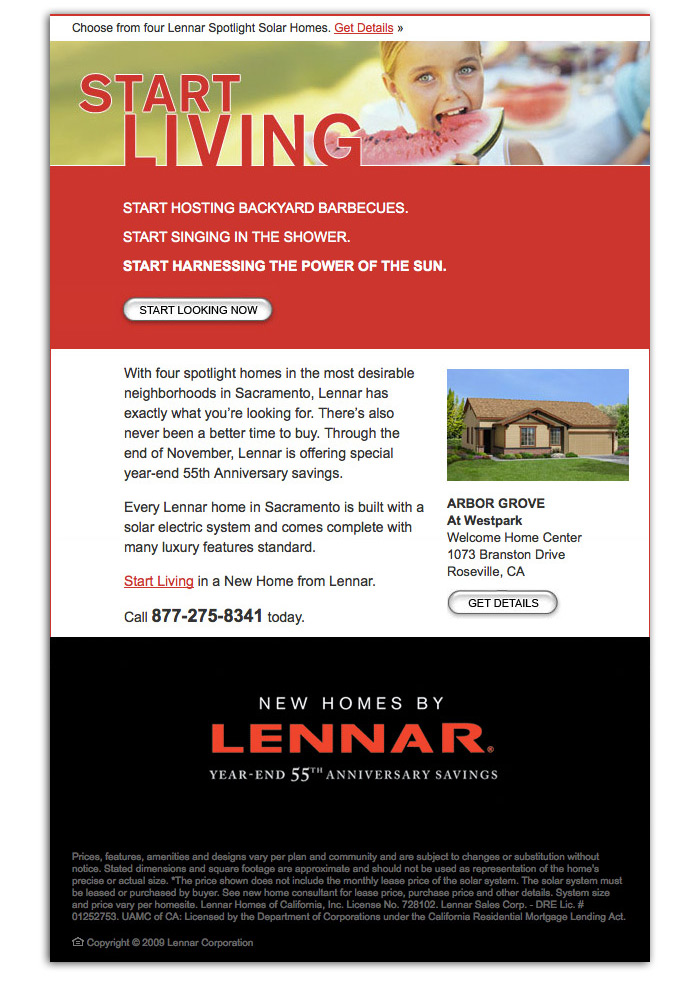 Choose from four Lennar Spotlight Solar Homes. Get Details »
START
LIVING
START HOSTING BACKYARD BARBECUES.
START SINGING IN THE SHOWER.
START HARNESSING THE POWER OF THE SUN.
START LOOKING NOW
With four spotlight homes in the most desirable
neighborhoods in Sacramento, Lennar has
exactly what you're looking for. There's also
never been a better time to buy. Through the
end of November, Lennar is offering special
year-end 55th Anniversary savings.
Every Lennar home in Sacramento is built with a
solar electric system and comes complete with
many luxury features standard.
Start Living in a New Home from Lennar.
Call 877-275-8341 today.
ARBOR GROVE
At Westpark
Welcome Home Center
1073 Branston Drive
Roseville, CA
GET DETAILS
NEW HOMES BY
LENNAR®
YEAR-END 55TH ANNIVERSARY SAVINGS
Prices, features, amenities and designs vary per plan and community and are subject to changes or substitution without
notice. Stated dimensions and square footage are approximate and should not be used as representation of the home's
precise or actual size. *The price shown does not include the monthly lease price of the solar system. The solar system must
be leased or purchased by buyer. See new home consultant for lease price, purchase price and other details. System size
and price vary per homesite. Lennar Homes of California, Inc. License No. 728102. Lennar Sales Corp. - DRE Lic. #
01252753. UAMC of CA: Licensed by the Department of Corporations under the California Residential Mortgage Lending Act.
Copyright © 2009 Lennar Corporation